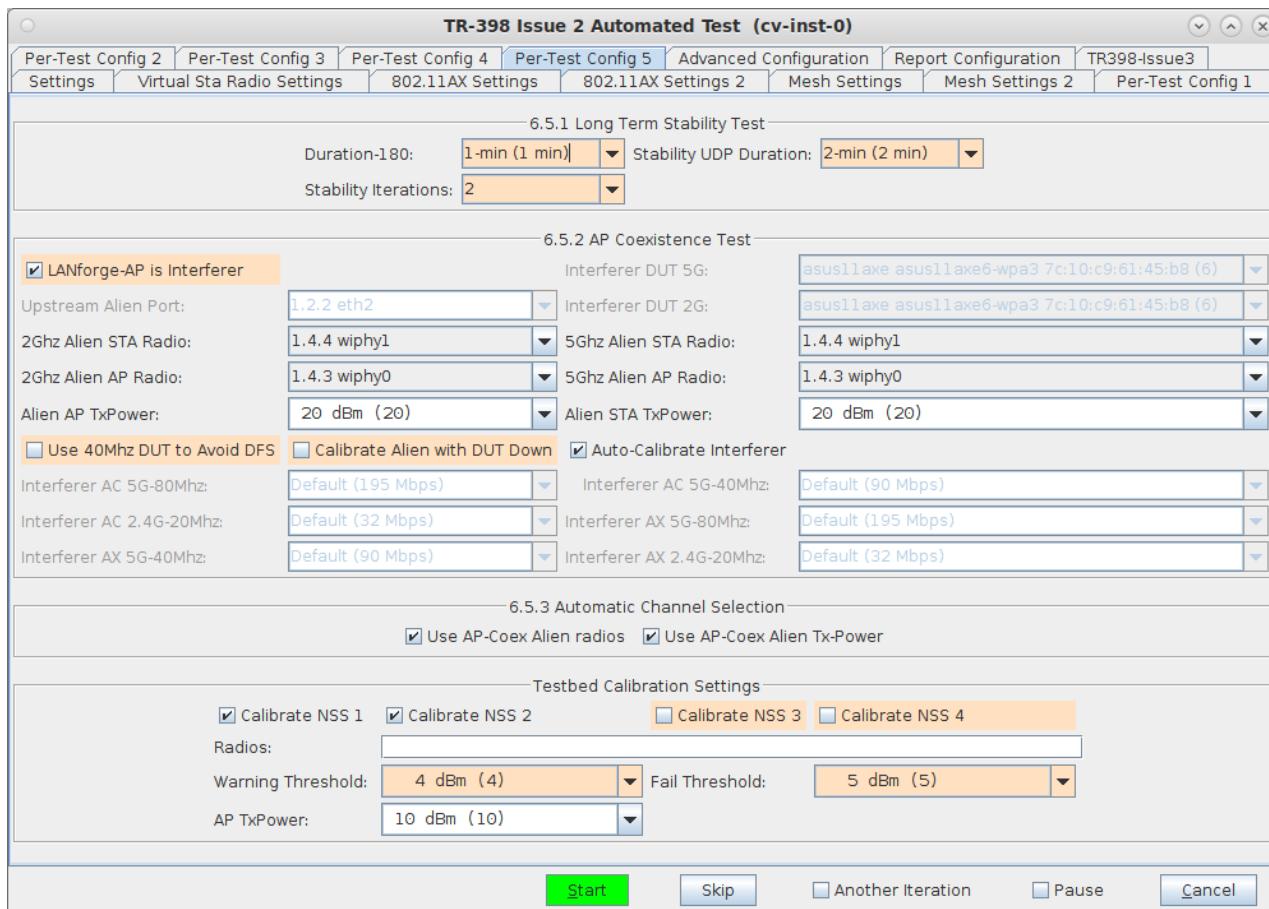 TR-398 Issue 2 Automated Test (cv-inst-0)
Per-Test Config 2 Per-Test Config 3 Per-Test Config 4 Per-Test Config 5 Advanced Configuration Report Configuration TR398-Issue3
Settings Virtual Sta Radio Settings 802.11AX Settings 802.11AX Settings 2 Mesh Settings Mesh Settings 2 Per-Test Config 1
6.5.1 Long Term Stability Test
Duration-180: 1-min (1 min) Stability UDP Duration: 2-min (2 min)
Stability Iterations: 2
6.5.2 AP Coexistence Test
LANforge-AP is Interferer Interferer DUT 5G: asus11axe asus11axe6-wpa3 7c:10:c9:61:45:b8 (6)
Upstream Alien Port: 1.2.2 eth2 Interferer DUT 2G: asus11axe asus11axe6-wpa3 7c:10:c9:61:45:b8 (6)
2Ghz Alien STA Radio: 1.4.4 wiphy1 5Ghz Alien STA Radio: 1.4.4 wiphy1
2Ghz Alien AP Radio: 1.4.3 wiphy0 5Ghz Alien AP Radio: 1.4.3 wiphy0
Alien AP TxPower: 20 dBm (20) Alien STA TxPower: 20 dBm (20)
Use 40Mhz DUT to Avoid DFS Calibrate Alien with DUT Down Auto-Calibrate Interferer
Interferer AC 5G-80Mhz: Default (195 Mbps) Interferer AC 5G-40Mhz: Default (90 Mbps)
Interferer AC 2.4G-20Mhz: Default (32 Mbps) Interferer AX 5G-80Mhz: Default (195 Mbps)
Interferer AX 5G-40Mhz: Default (90 Mbps) Interferer AX 2.4G-20Mhz: Default (32 Mbps)
6.5.3 Automatic Channel Selection
Use AP-Coex Alien radios Use AP-Coex Alien Tx-Power
Testbed Calibration Settings
Calibrate NSS 1 Calibrate NSS 2 Calibrate NSS 3 Calibrate NSS 4
Radios:
Warning Threshold: 4 dBm (4) Fail Threshold: 5 dBm (5)
AP TxPower: 10 dBm (10)
Start Skip Another Iteration Pause Cancel